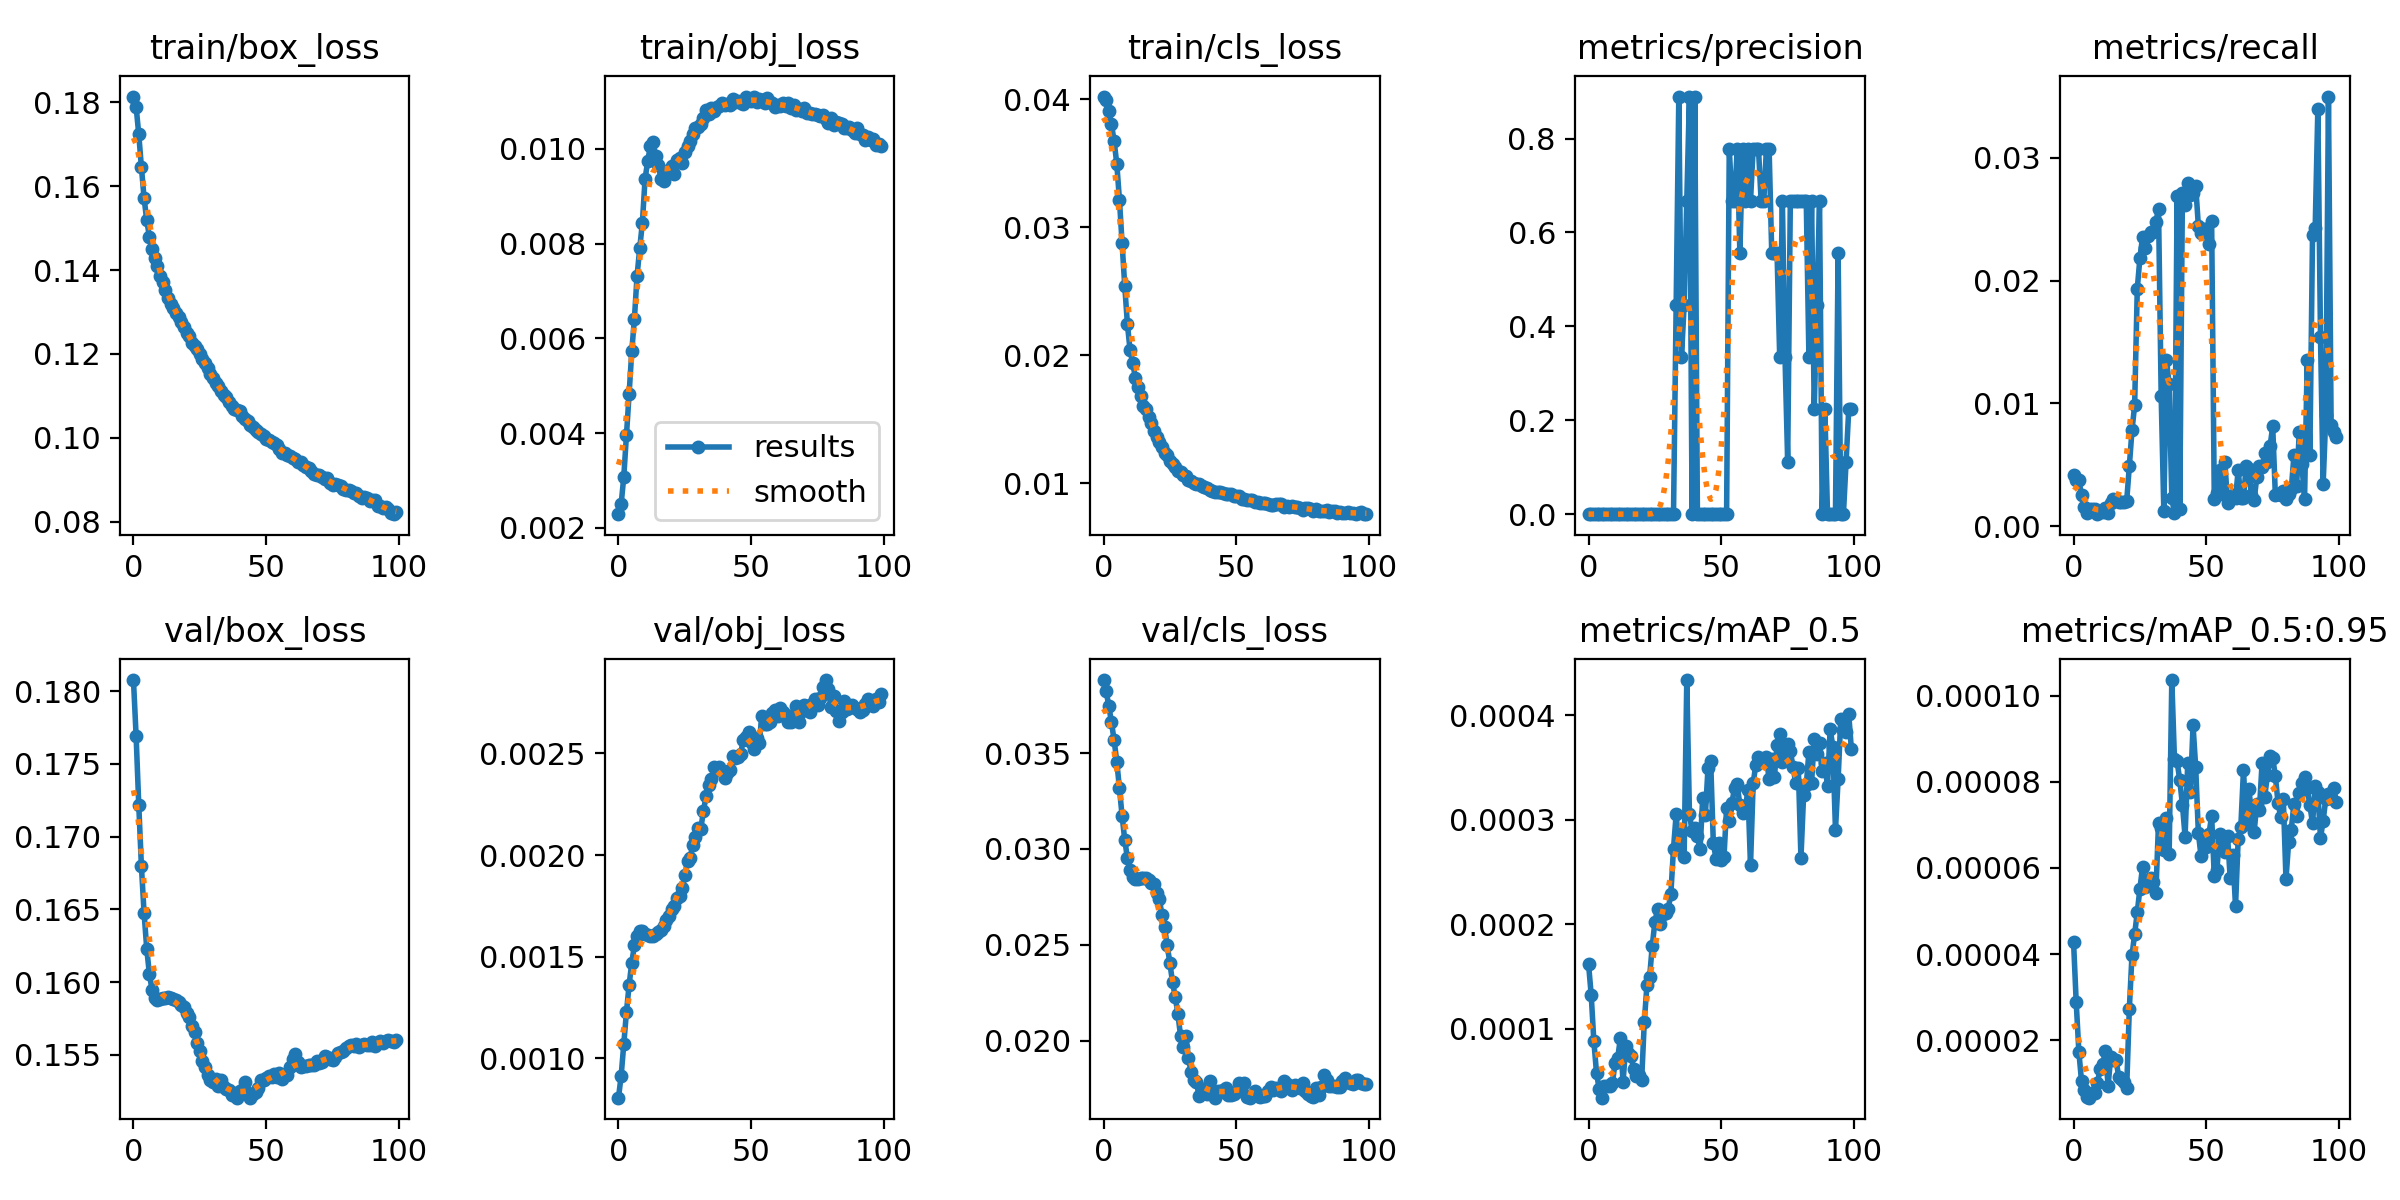 train/box_loss
0.18
0.16
0.14
0.12
0.10
0.08
0 50 100
train/obj_loss
0.010
0.008
0.006
0.004
0.002
results
smooth
0 50 100
train/cls_loss
0.04
0.03
0.02
0.01
0 50 100
metrics/precision
0.8
0.6
0.4
0.2
0.0
0 50 100
metrics/recall
0.03
0.02
0.01
0.00
0 50 100
val/box_loss
0.180
0.175
0.170
0.165
0.160
0.155
0 50 100
val/obj_loss
0.0025
0.0020
0.0015
0.0010
0 50 100
val/cls_loss
0.035
0.030
0.025
0.020
0 50 100
metrics/mAP_0.5
0.0004
0.0003
0.0002
0.0001
0 50 100
metrics/mAP_0.5:0.95
0.00010
0.00008
0.00006
0.00004
0.00002
0 50 100